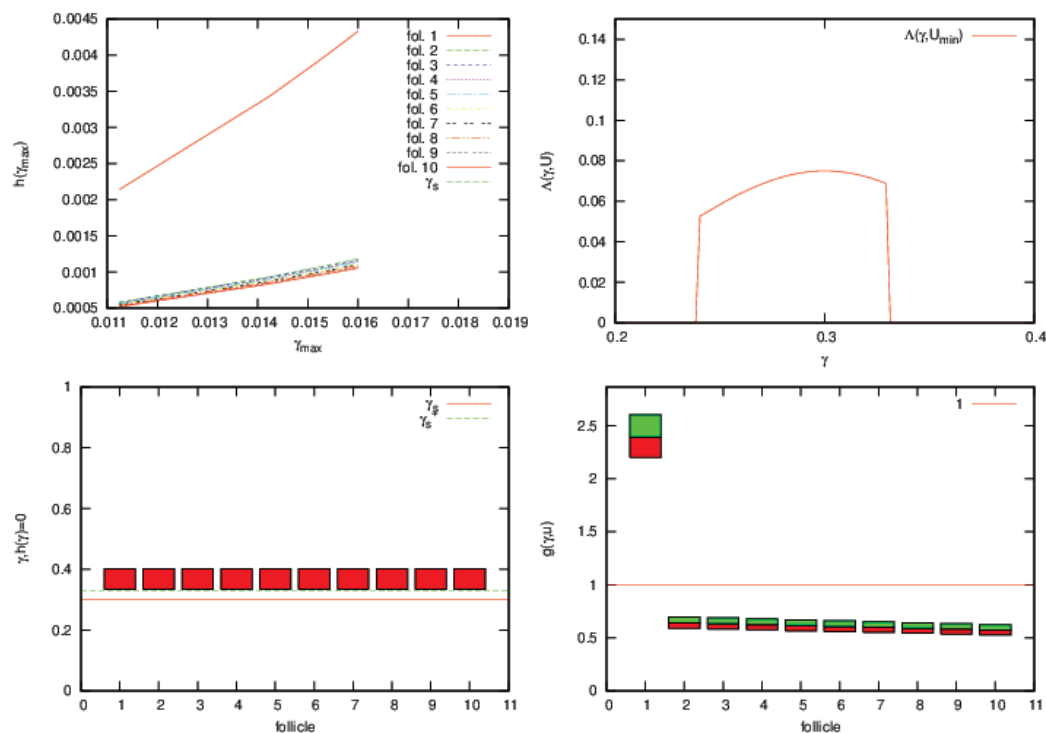 0.0045
0.004
0.0035
0.003
0.0025
0.002
0.0015
0.001
0.0005
h(γmax)
fol. 1
fol. 2
fol. 3
fol. 4
fol. 5
fol. 6
fol. 7
fol. 8
fol. 9
fol. 10
γs
0.011 0.012 0.013 0.014 0.015 0.016 0.017 0.018 0.019
γmax
0.14
0.12
0.1
0.08
0.06
0.04
0.02
0
Λ(γ,U)
Λ(γ,Umin)
0.2 0.3 0.4
γ
1
0.8
0.6
0.4
0.2
0
γ,h(γ)=0
γs
γs
0 1 2 3 4 5 6 7 8 9 10 11
follicle
2.5
2
1.5
1
0.5
0
g(γ,u)
1
0 1 2 3 4 5 6 7 8 9 10 11
follicle